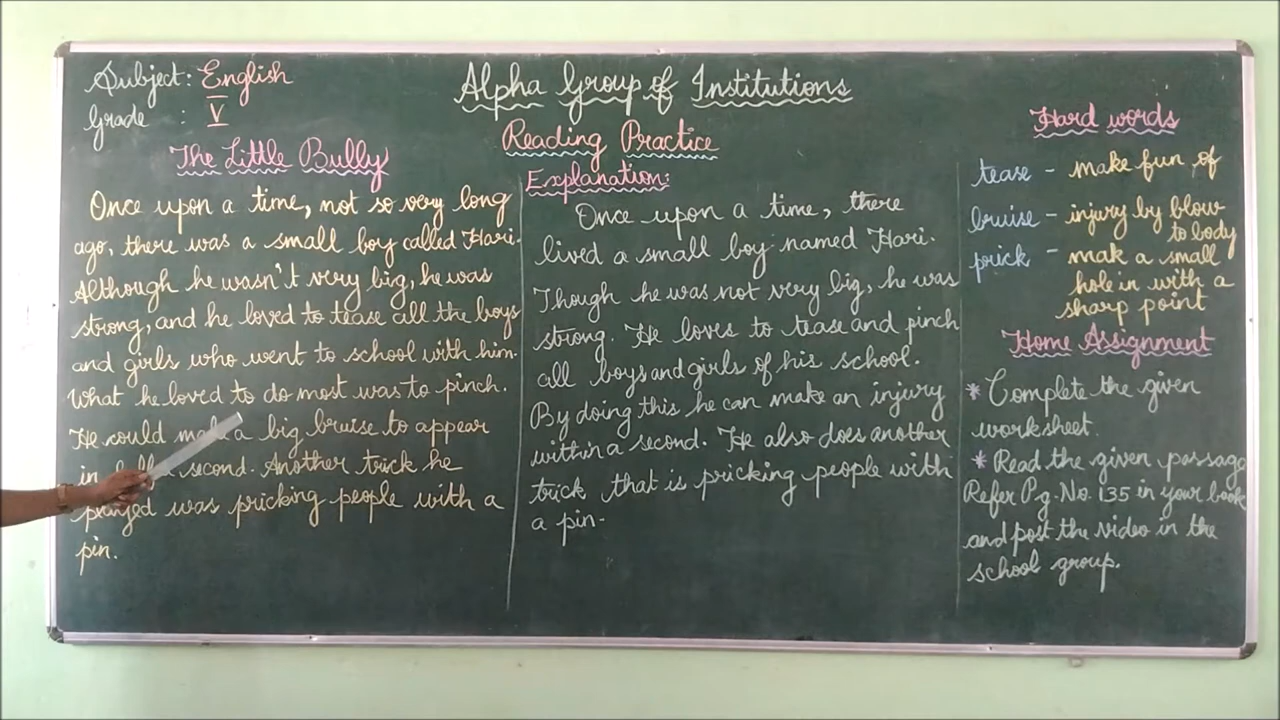 Subject: English
Grade : V
Alpha Group of Institutions
Reading Practice
The Little Bully
Once upon a time, not so very long
ago, there was a small boy called Hari.
Although he wasn't very big, he was
strong, and he loved to tease all the boys
and girls who went to school with him.
What he loved to do most was to pinch.
He could make a big bruise to appear
in half a second. Another trick he
played was pricking people with a
pin.
Explanation:
Once upon a time, there
lived a small boy named Hari.
Though he was not very big, he was
strong. He loves to tease and pinch
all boys and girls of his school.
By doing this he can make an injury
within a second. He also does another
trick that is pricking people with
a pin.
Hard words
tease - make fun of
bruise - injury by blow
to body
prick - make a small
hole in with a
sharp point
Home Assignment
* Complete the given
worksheet.
* Read the given passage
Refer Pg. No. 135 in your book
and post the video in the
school group.